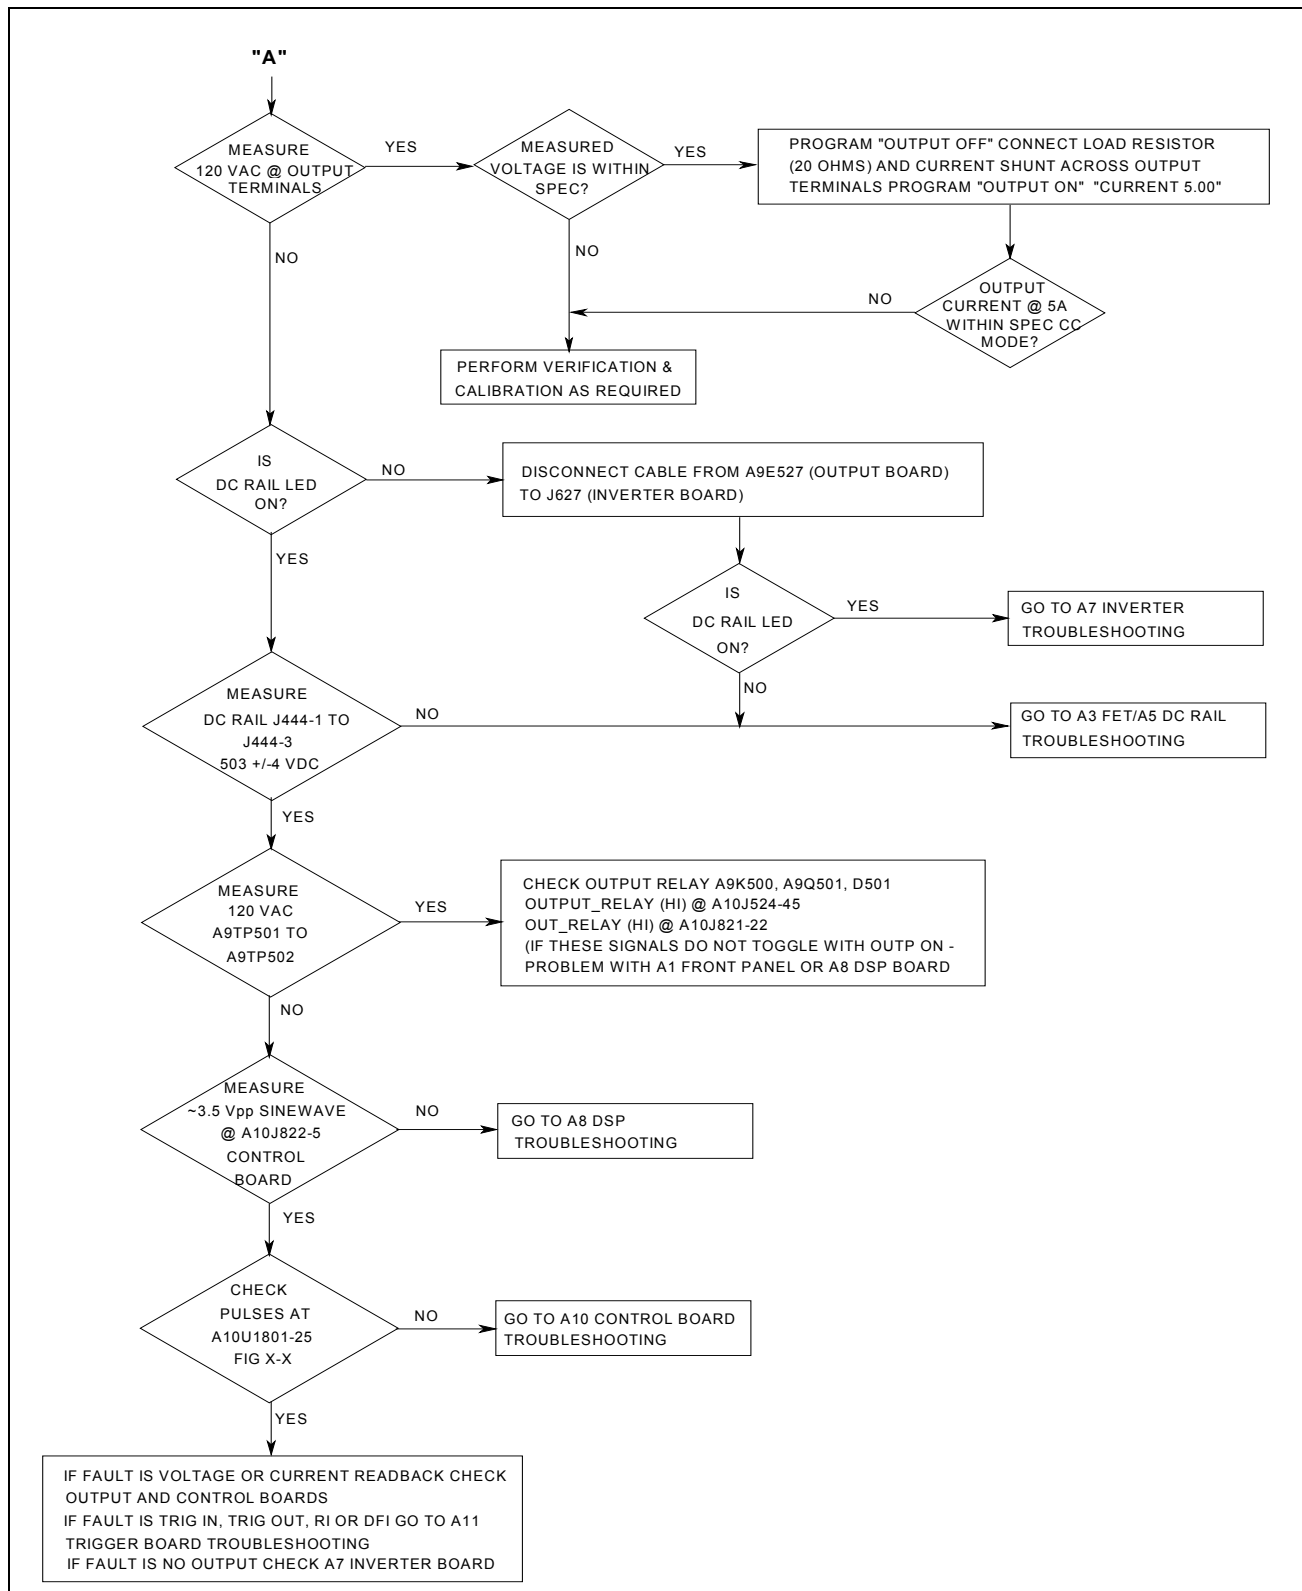 "A"
MEASURE
120 VAC @ OUTPUT
TERMINALS
YES
MEASURED
VOLTAGE IS WITHIN
SPEC?
YES
PROGRAM "OUTPUT OFF" CONNECT LOAD RESISTOR
(20 OHMS) AND CURRENT SHUNT ACROSS OUTPUT
TERMINALS PROGRAM "OUTPUT ON" "CURRENT 5.00"
NO
NO
OUTPUT
CURRENT @ 5A
WITHIN SPEC CC
MODE?
NO
PERFORM VERIFICATION &
CALIBRATION AS REQUIRED
IS
DC RAIL LED
ON?
NO
DISCONNECT CABLE FROM A9E527 (OUTPUT BOARD)
TO J627 (INVERTER BOARD)
YES
IS
DC RAIL LED
ON?
YES
GO TO A7 INVERTER
TROUBLESHOOTING
NO
MEASURE
DC RAIL J444-1 TO
J444-3
503 +/-4 VDC
NO
GO TO A3 FET/A5 DC RAIL
TROUBLESHOOTING
YES
MEASURE
120 VAC
A9TP501 TO
A9TP502
YES
CHECK OUTPUT RELAY A9K500, A9Q501, D501
OUTPUT_RELAY (HI) @ A10J524-45
OUT_RELAY (HI) @ A10J821-22
(IF THESE SIGNALS DO NOT TOGGLE WITH OUTP ON -
PROBLEM WITH A1 FRONT PANEL OR A8 DSP BOARD
NO
MEASURE
~3.5 Vpp SINEWAVE
@ A10J822-5
CONTROL
BOARD
NO
GO TO A8 DSP
TROUBLESHOOTING
YES
CHECK
PULSES AT
A10U1801-25
FIG X-X
NO
GO TO A10 CONTROL BOARD
TROUBLESHOOTING
YES
IF FAULT IS VOLTAGE OR CURRENT READBACK CHECK
OUTPUT AND CONTROL BOARDS
IF FAULT IS TRIG IN, TRIG OUT, RI OR DFI GO TO A11
TRIGGER BOARD TROUBLESHOOTING
IF FAULT IS NO OUTPUT CHECK A7 INVERTER BOARD